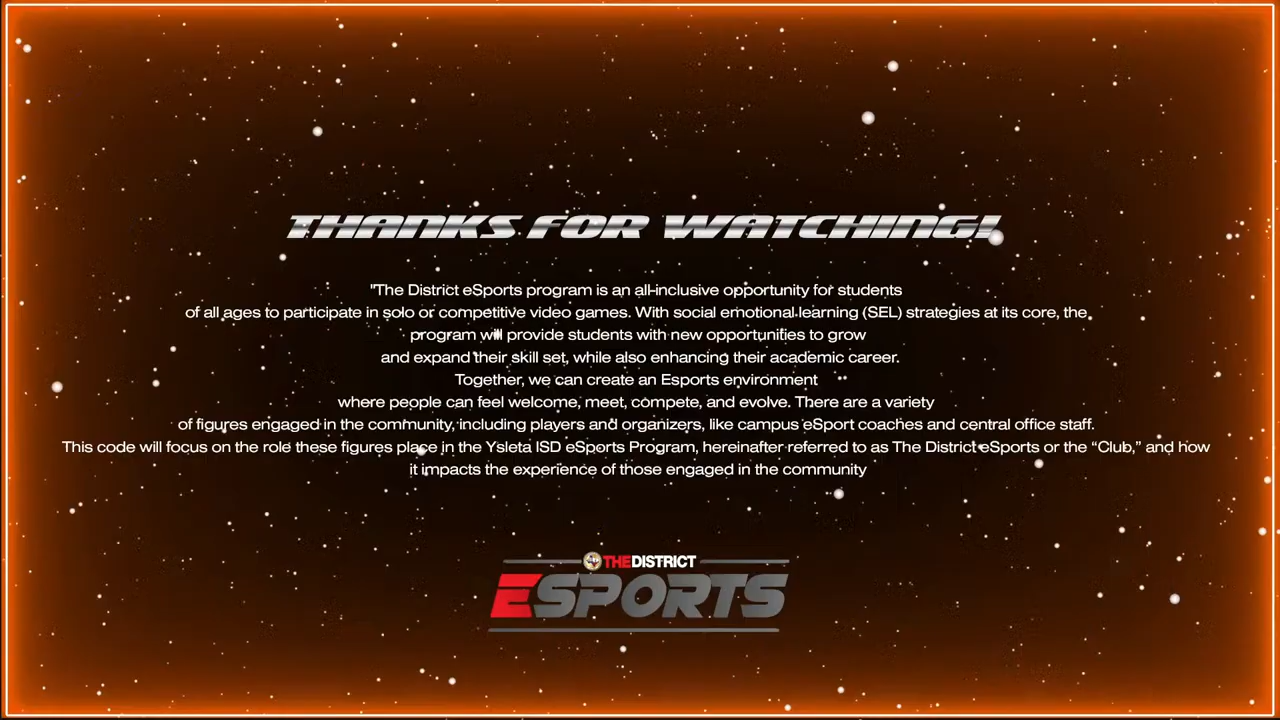 THANKS FOR WATCHING!
"The District eSports program is an all-inclusive opportunity for students
of all ages to participate in solo or competitive video games. With social emotional learning (SEL) strategies at its core, the
program will provide students with new opportunities to grow
and expand their skill set, while also enhancing their academic career.
Together, we can create an Esports environment
where people can feel welcome, meet, compete, and evolve. There are a variety
of figures engaged in the community, including players and organizers, like campus eSport coaches and central office staff.
This code will focus on the role these figures place in the Ysleta ISD eSports Program, hereinafter referred to as The District eSports or the “Club,” and how
it impacts the experience of those engaged in the community
THEDISTRICT
ESPORTS